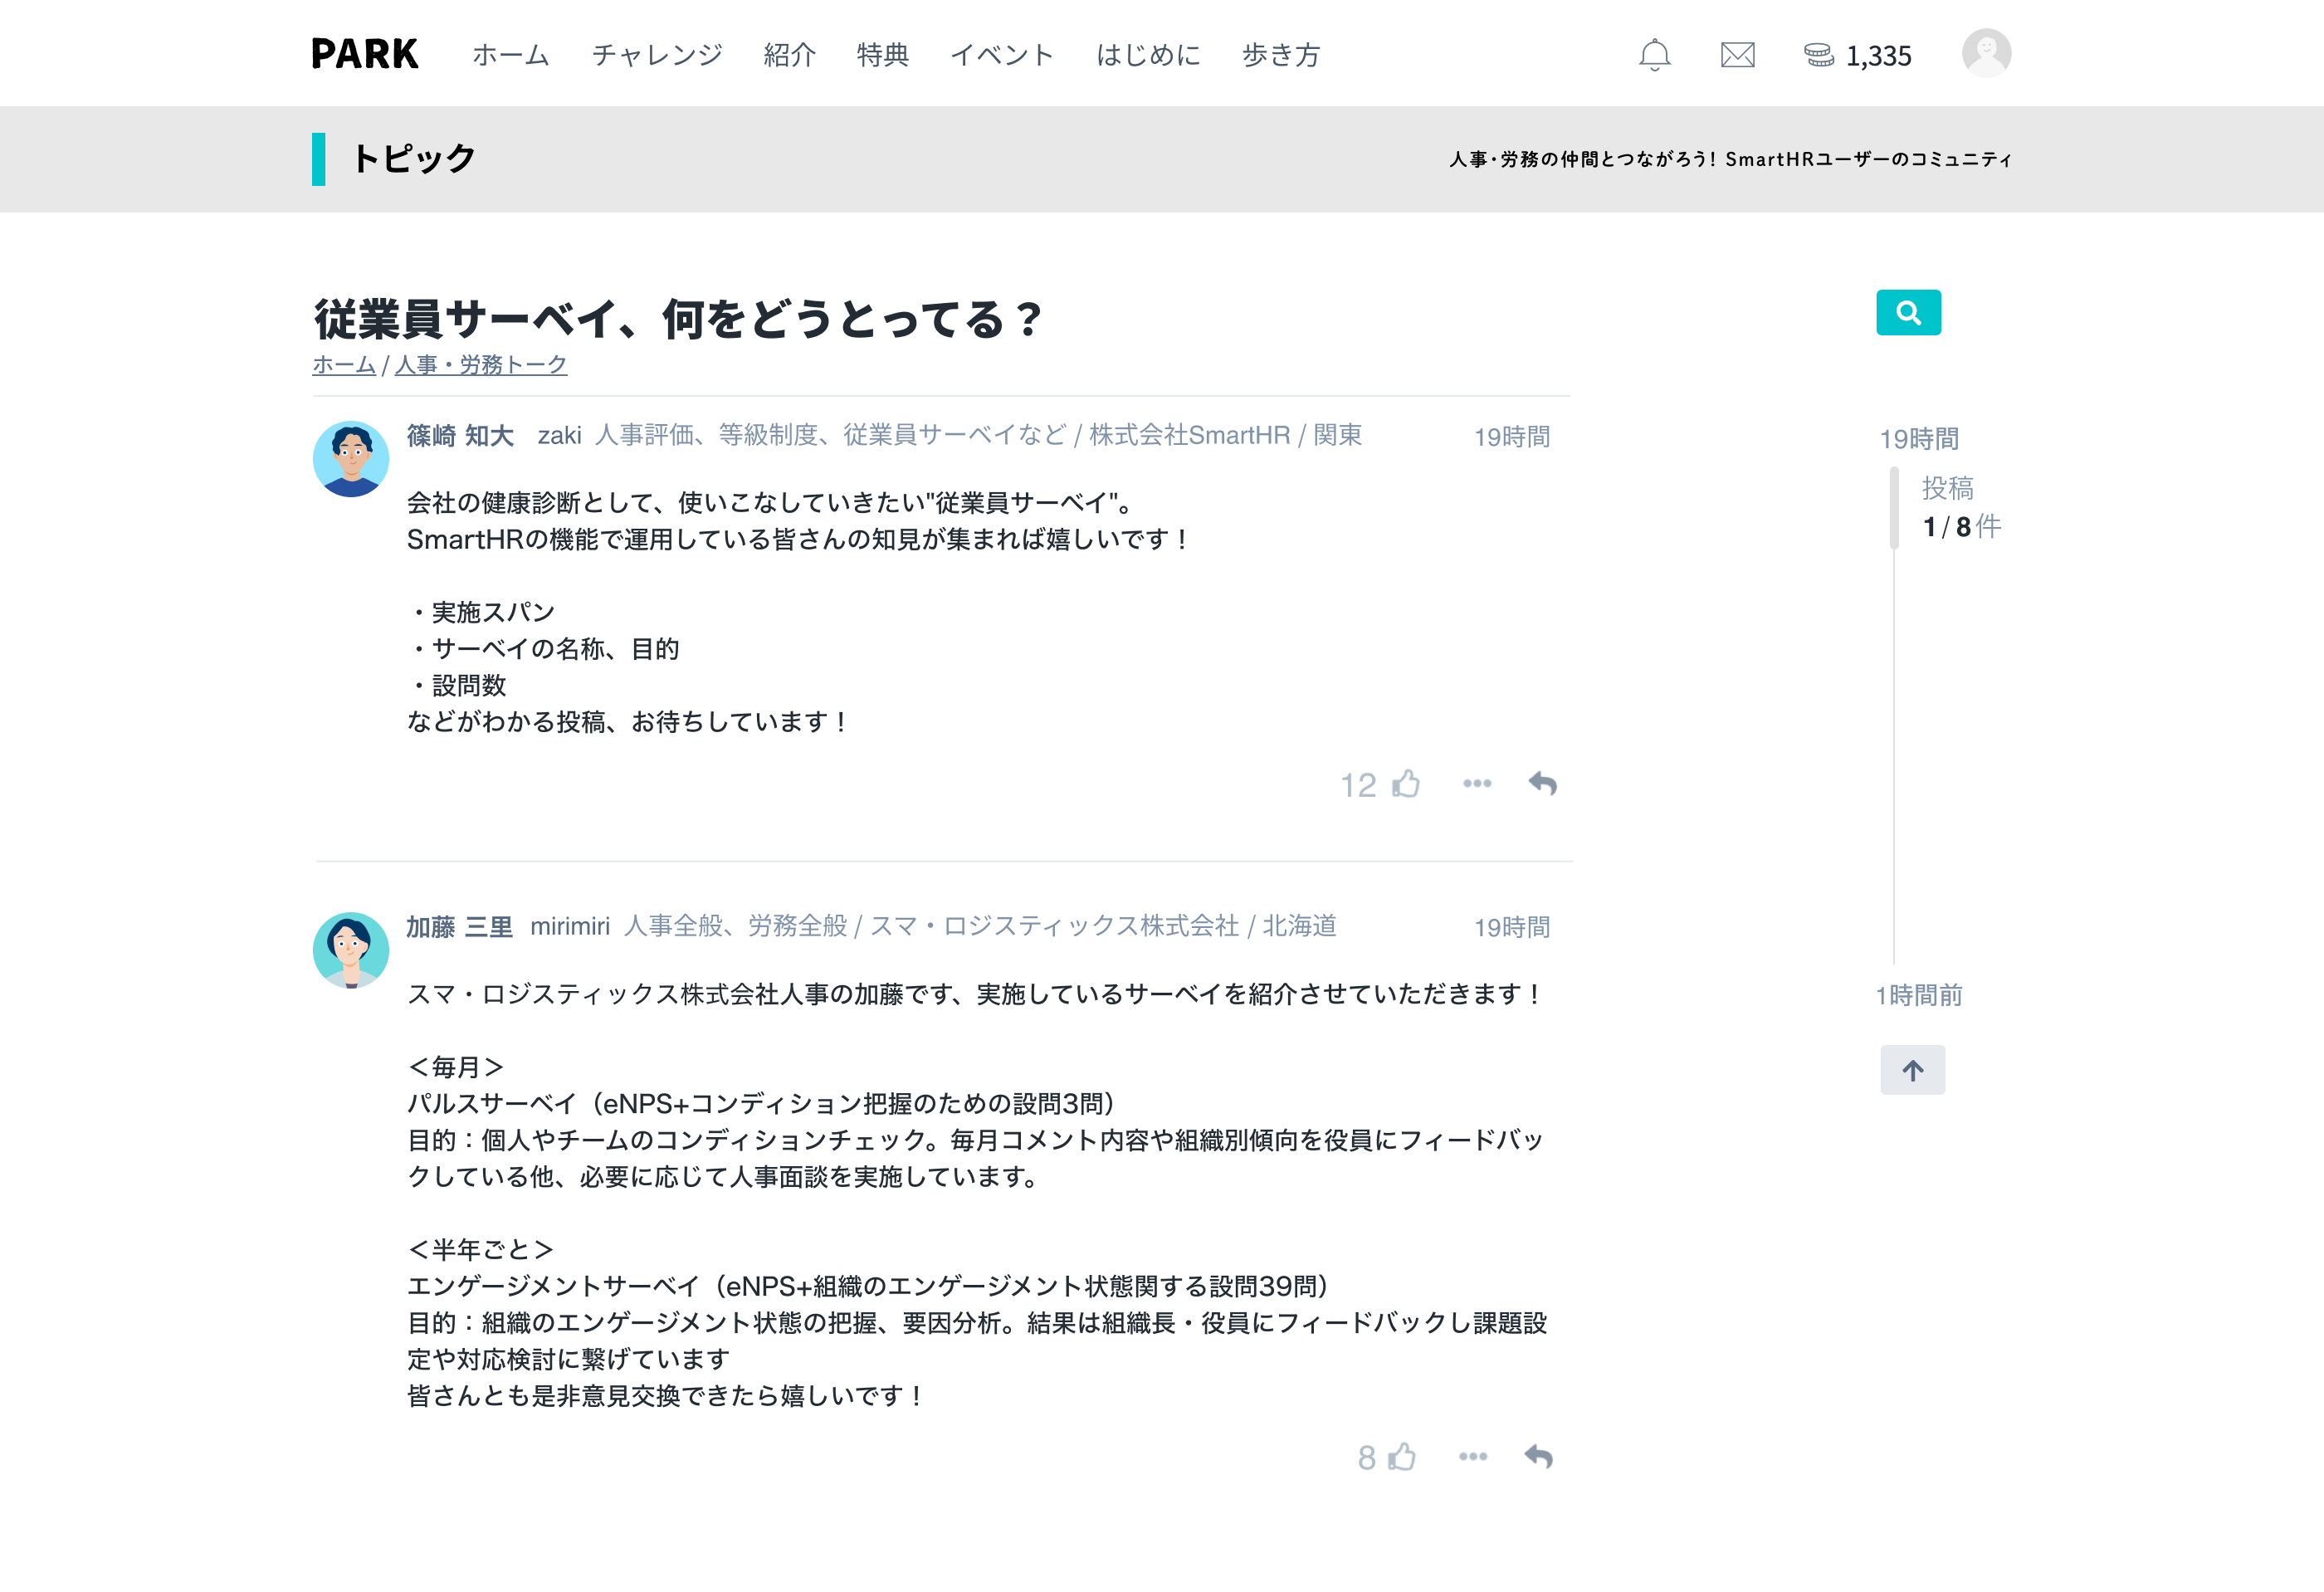 PARK ホーム チャレンジ 紹介 特典 イベント はじめに 歩き方 1,335
トピック
人事・労務の仲間とつながろう! SmartHRユーザーのコミュニティ
従業員サーベイ、何をどうとってる？
ホーム / 人事・労務トーク
篠崎 知大 zaki 人事評価、等級制度、従業員サーベイなど / 株式会社SmartHR / 関東 19時間
会社の健康診断として、使いこなしていきたい"従業員サーベイ"。
SmartHRの機能で運用している皆さんの知見が集まれば嬉しいです！
・実施スパン
・サーベイの名称、目的
・設問数
などがわかる投稿、お待ちしています！
12
加藤 三里 mirimiri 人事全般、労務全般 / スマ・ロジスティックス株式会社 / 北海道 19時間
スマ・ロジスティックス株式会社人事の加藤です、実施しているサーベイを紹介させていただきます！
＜毎月＞
パルスサーベイ（eNPS+コンディション把握のための設問3問）
目的：個人やチームのコンディションチェック。毎月コメント内容や組織別傾向を役員にフィードバッ
クしている他、必要に応じて人事面談を実施しています。
＜半年ごと＞
エンゲージメントサーベイ（eNPS+組織のエンゲージメント状態関する設問39問）
目的：組織のエンゲージメント状態の把握、要因分析。結果は組織長・役員にフィードバックし課題設
定や対応検討に繋げています
皆さんとも是非意見交換できたら嬉しいです！
8
19時間
投稿
1 / 8 件
1時間前